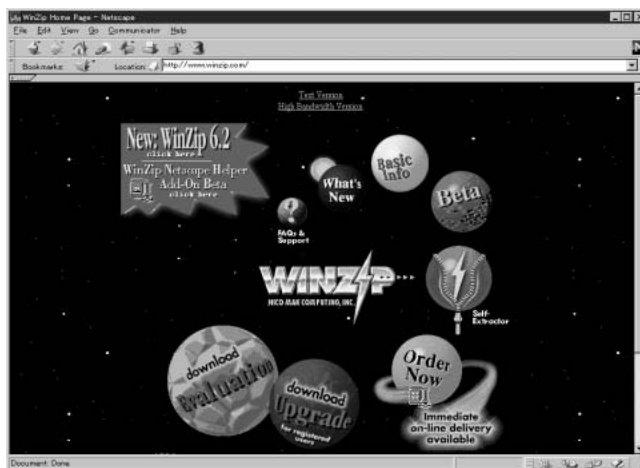 WinZip Home Page - Netscape
File Edit View Go Communicator Help
Bookmarks Location http://www.winzip.com/
Text Version
High Bandwidth Version
New: WinZip 6.2
click here
WinZip Netscape Helper
Add-On Beta
click here
What's
New
Basic
Info
Beta
FAQs &
Support
WINZIP
NICO MAK COMPUTING, INC.
Self-
Extractor
download
Evaluation
download
Upgrade
for registered
users
Order
Now
Immediate
on-line delivery
available
Document: Done